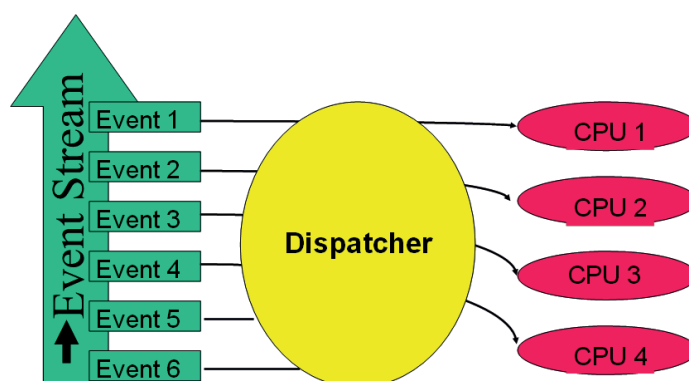 Event Stream
Event 1
Event 2
Event 3
Event 4
Event 5
Event 6
Dispatcher
CPU 1
CPU 2
CPU 3
CPU 4